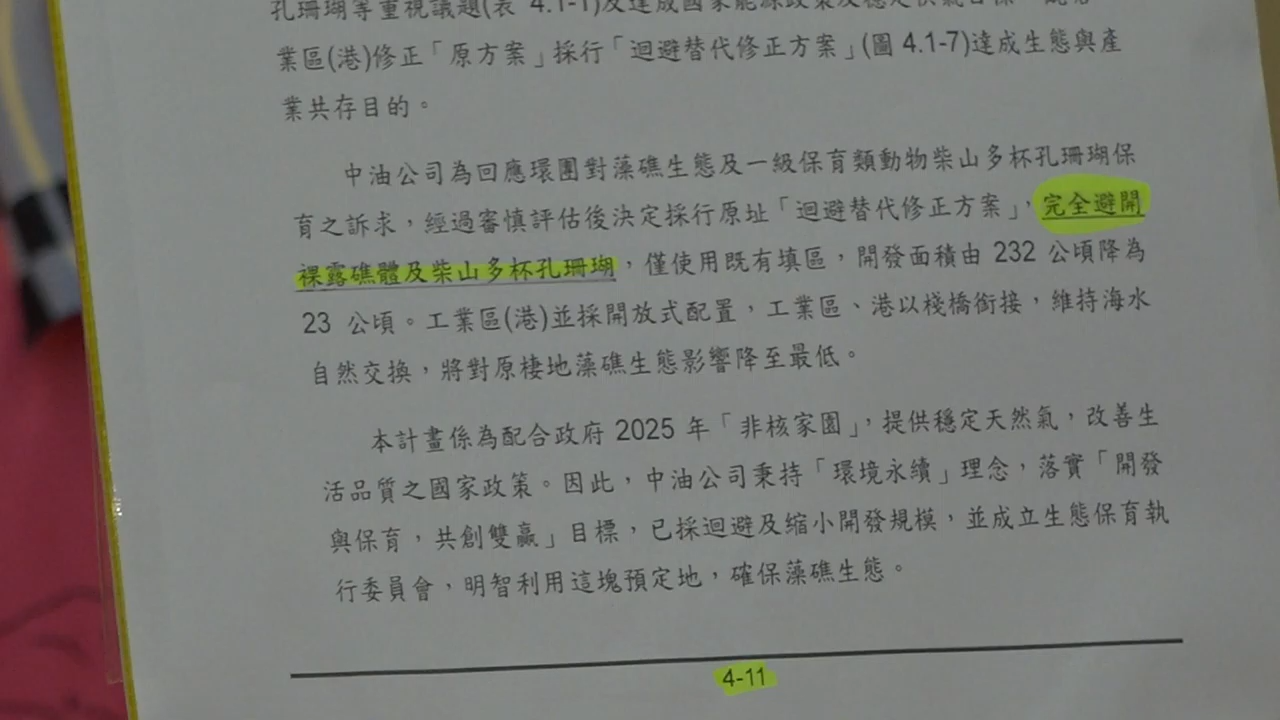 孔珊瑚等重視議題(表 4.1-1)及達成國家能源政策及穩定供氣目標
業區(港)修正「原方案」採行「迴避替代修正方案」(圖 4.1-7)達成生態與產
業共存目的。
中油公司為回應環團對藻礁生態及一級保育類動物柴山多杯孔珊瑚保
育之訴求，經過審慎評估後決定採行原址「迴避替代修正方案」，完全避開
裸露礁體及柴山多杯孔珊瑚，僅使用既有填區，開發面積由 232 公頃降為
23 公頃。工業區(港)並採開放式配置，工業區、港以棧橋銜接，維持海水
自然交換，將對原棲地藻礁生態影響降至最低。
本計畫係為配合政府 2025 年「非核家園」，提供穩定天然氣，改善生
活品質之國家政策。因此，中油公司秉持「環境永續」理念，落實「開發
與保育，共創雙贏」目標，已採迴避及縮小開發規模，並成立生態保育執
行委員會，明智利用這塊預定地，確保藻礁生態。
4-11